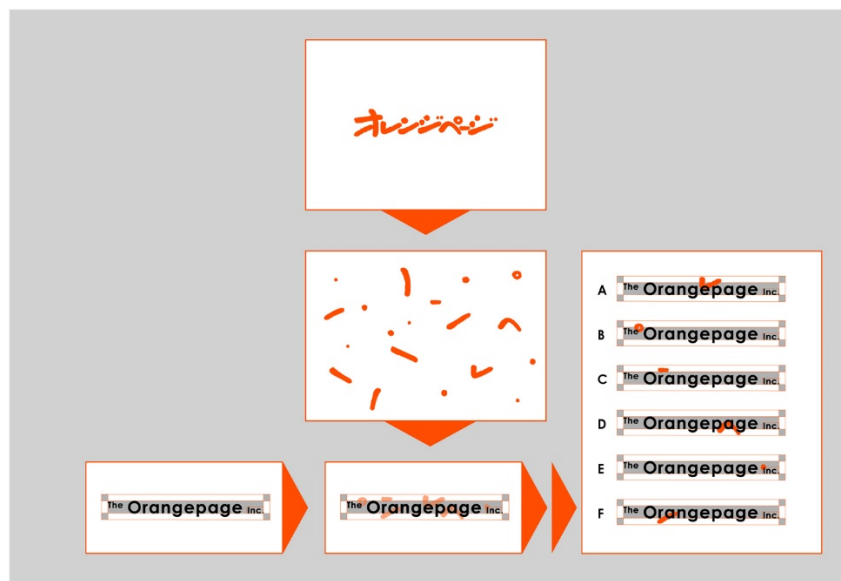 オレンジページ
A The Orangepage Inc.
B The Orangepage Inc.
C The Orangepage Inc.
D The Orangepage Inc.
E The Orangepage Inc.
F The Orangepage Inc.
The Orangepage Inc.
The Orangepage Inc.